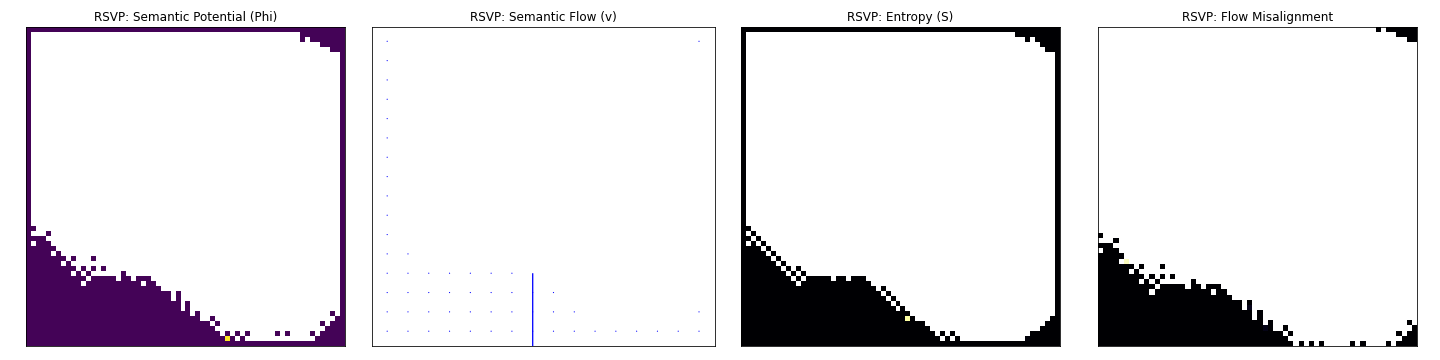 RSVP: Semantic Potential (Phi)
RSVP: Semantic Flow (v)
RSVP: Entropy (S)
RSVP: Flow Misalignment